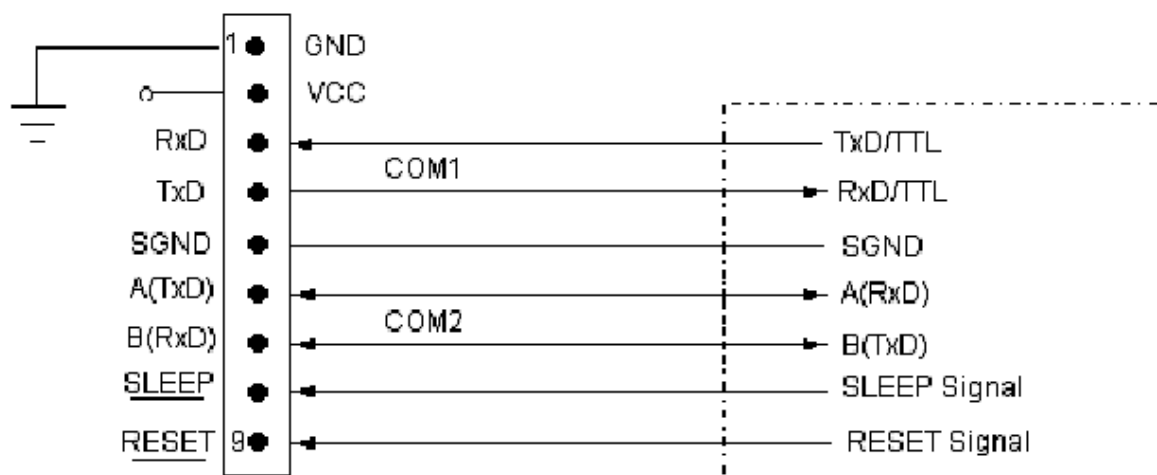 1 GND
VCC
RxD TxD/TTL
COM1
TxD RxD/TTL
SGND SGND
A(TxD) A(RxD)
COM2
B(RxD) B(TxD)
SLEEP SLEEP Signal
RESET 9 RESET Signal